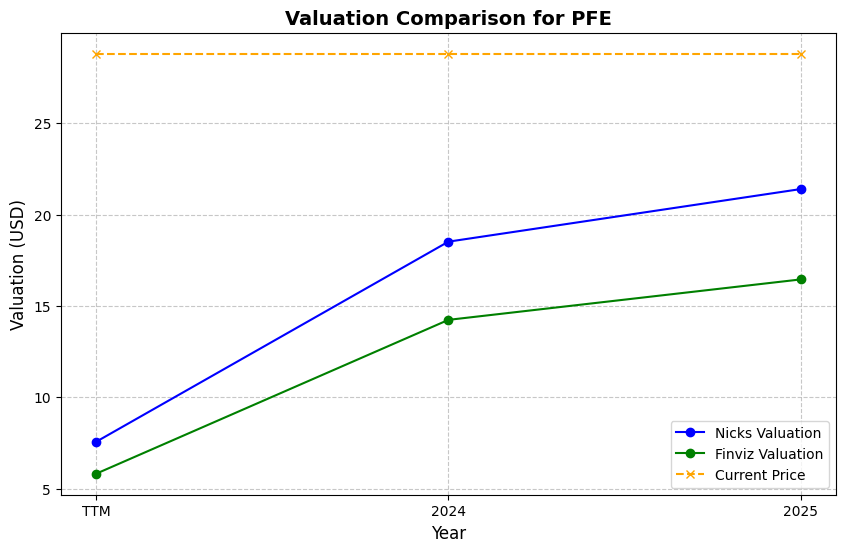 Valuation Comparison for PFE
Valuation (USD)
25
20
15
10
5
TTM
2024
2025
Year
Nicks Valuation
Finviz Valuation
Current Price